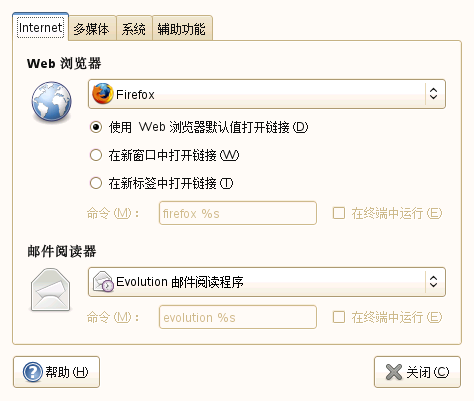 Internet 多媒体 系统 辅助功能
Web 浏览器
Firefox
使用 Web 浏览器默认值打开链接(D)
在新窗口中打开链接(W)
在新标签中打开链接(T)
命令(M)： firefox %s 在终端中运行(E)
邮件阅读器
Evolution 邮件阅读程序
命令(M)： evolution %s 在终端中运行(E)
帮助(H) 关闭(C)